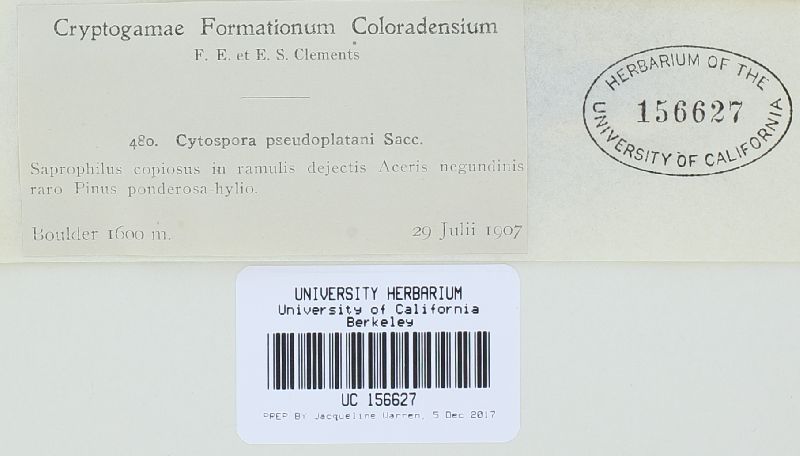 Cryptogamae Formationum Coloradensium
F. E. et E. S. Clements
480. Cytospora pseudoplatani Sacc.
Saprophilus copiosus in ramulis dejectis Aceris negundinis
raro Pinus ponderosa-hylio.
Boulder 1600 m. 29 Julii 1907
HERBARIUM OF THE
156627
UNIVERSITY OF CALIFORNIA
UNIVERSITY HERBARIUM
University of California
Berkeley
UC 156627
PREP BY Jacqueline Warren, 5 Dec 2017